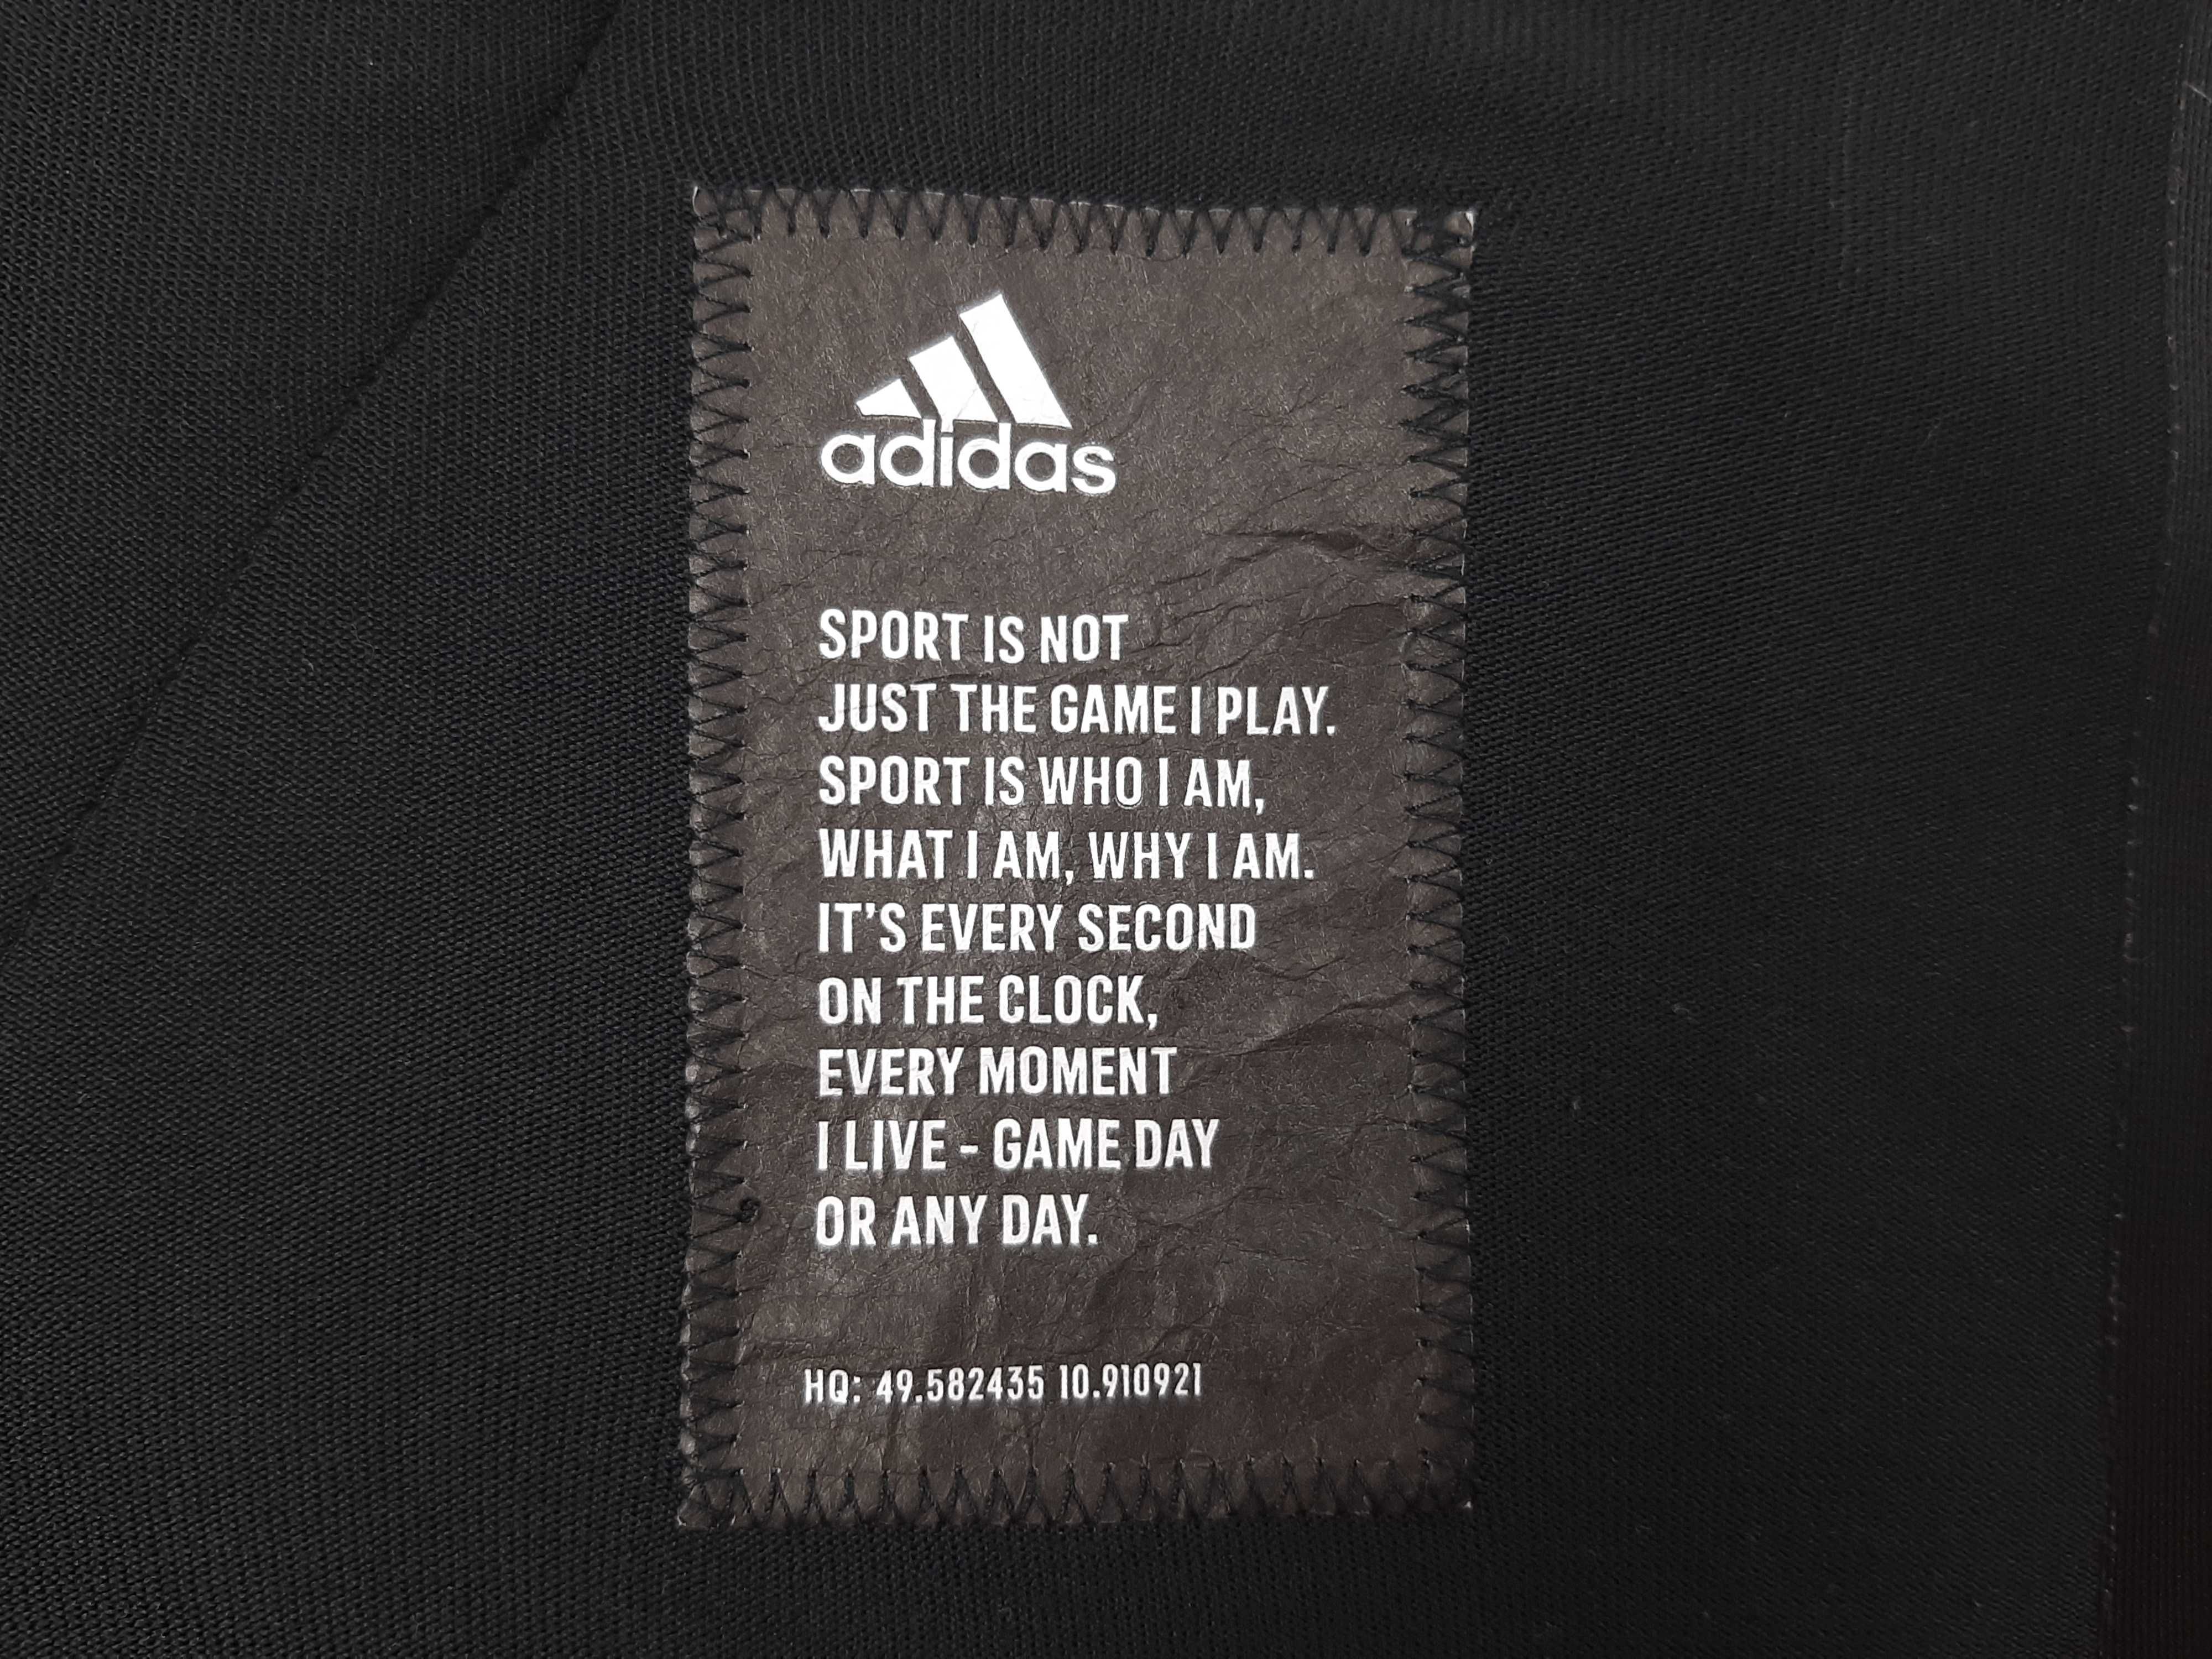 adidas
SPORT IS NOT
JUST THE GAME I PLAY.
SPORT IS WHO I AM,
WHAT I AM, WHY I AM.
IT'S EVERY SECOND
ON THE CLOCK,
EVERY MOMENT
I LIVE - GAME DAY
OR ANY DAY.
HQ: 49.582435 10.910921